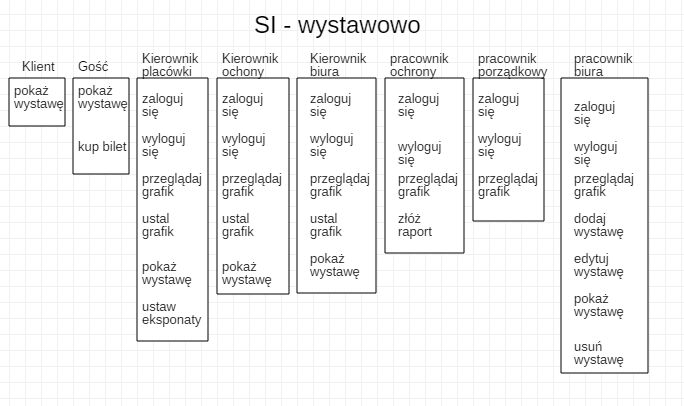 SI - wystawowo
Klient
pokaż
wystawę
Gość
pokaż
wystawę
kup bilet
Kierownik
placówki
zaloguj
się
wyloguj
się
przeglądaj
grafik
ustal
grafik
pokaż
wystawę
ustaw
eksponaty
Kierownik
ochony
zaloguj
się
wyloguj
się
przeglądaj
grafik
ustal
grafik
pokaż
wystawę
Kierownik
biura
zaloguj
się
wyloguj
się
przeglądaj
grafik
ustal
grafik
pokaż
wystawę
pracownik
ochrony
zaloguj
się
wyloguj
się
przeglądaj
grafik
złóż
raport
pracownik
porządkowy
zaloguj
się
wyloguj
się
przeglądaj
grafik
pracownik
biura
zaloguj
się
wyloguj
się
przeglądaj
grafik
dodaj
wystawę
edytuj
wystawę
pokaż
wystawę
usuń
wystawę